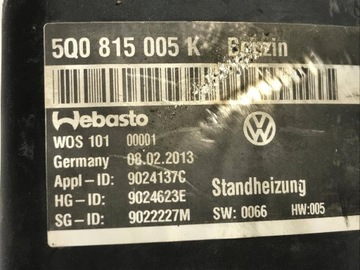 5Q0 815 005 K Benzin
Webasto
WOS 101 00001
Germany 08.02.2013
Appl-ID: 9024137C Standheizung
HG-ID: 9024623E
SG-ID: 9022227M SW: 0066 HW:005